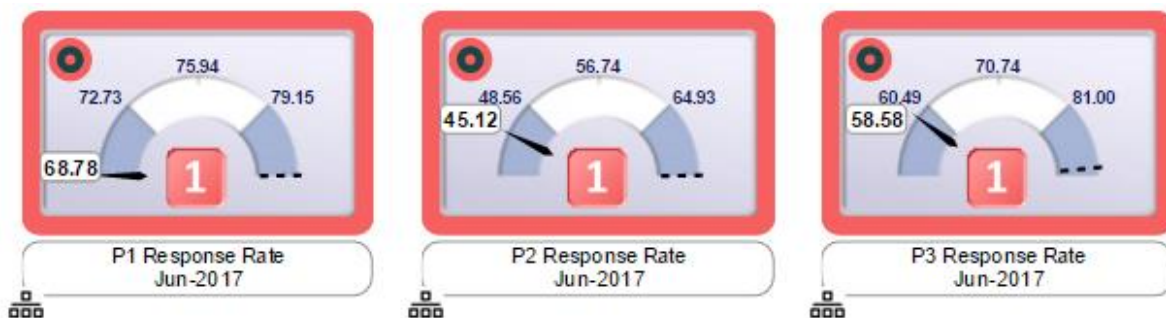 75.94
72.73
79.15
68.78
1
P1 Response Rate
Jun-2017
56.74
48.56
64.93
45.12
1
P2 Response Rate
Jun-2017
70.74
60.49
81.00
58.58
1
P3 Response Rate
Jun-2017